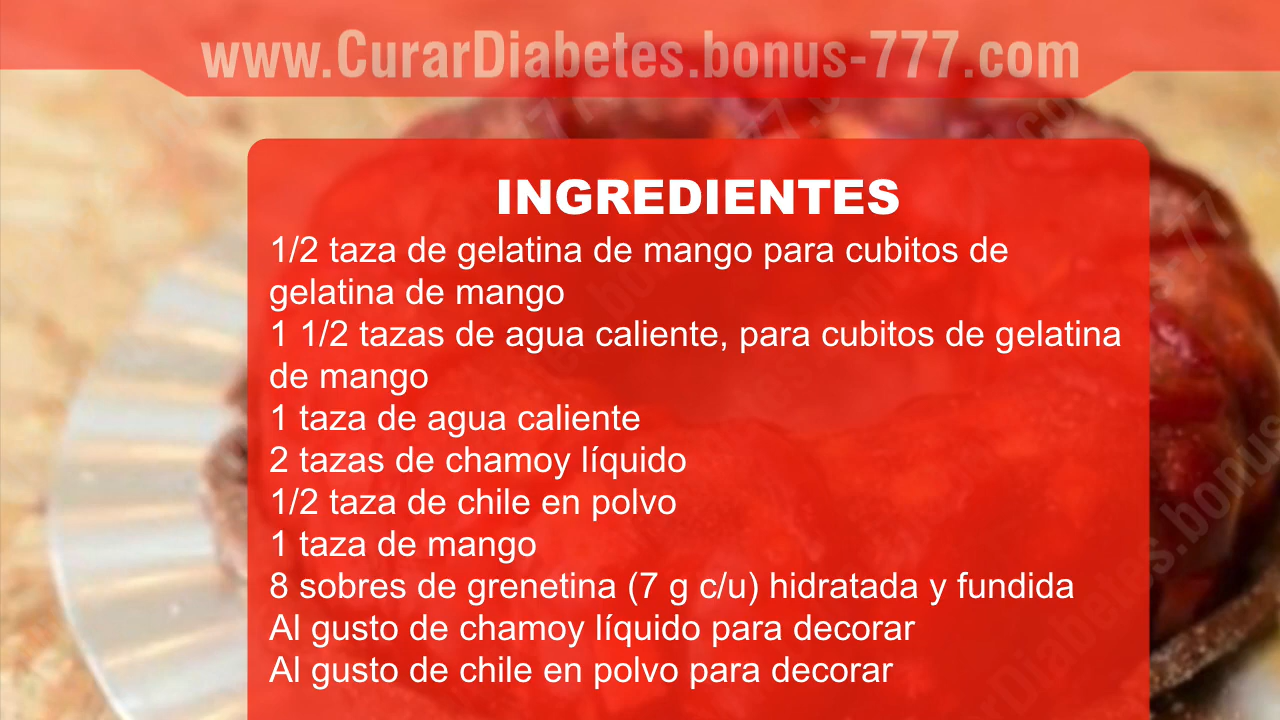 www.CurarDiabetes.bonus-777.com
INGREDIENTES
1/2 taza de gelatina de mango para cubitos de
gelatina de mango
1 1/2 tazas de agua caliente, para cubitos de gelatina
de mango
1 taza de agua caliente
2 tazas de chamoy líquido
1/2 taza de chile en polvo
1 taza de mango
8 sobres de grenetina (7 g c/u) hidratada y fundida
Al gusto de chamoy líquido para decorar
Al gusto de chile en polvo para decorar